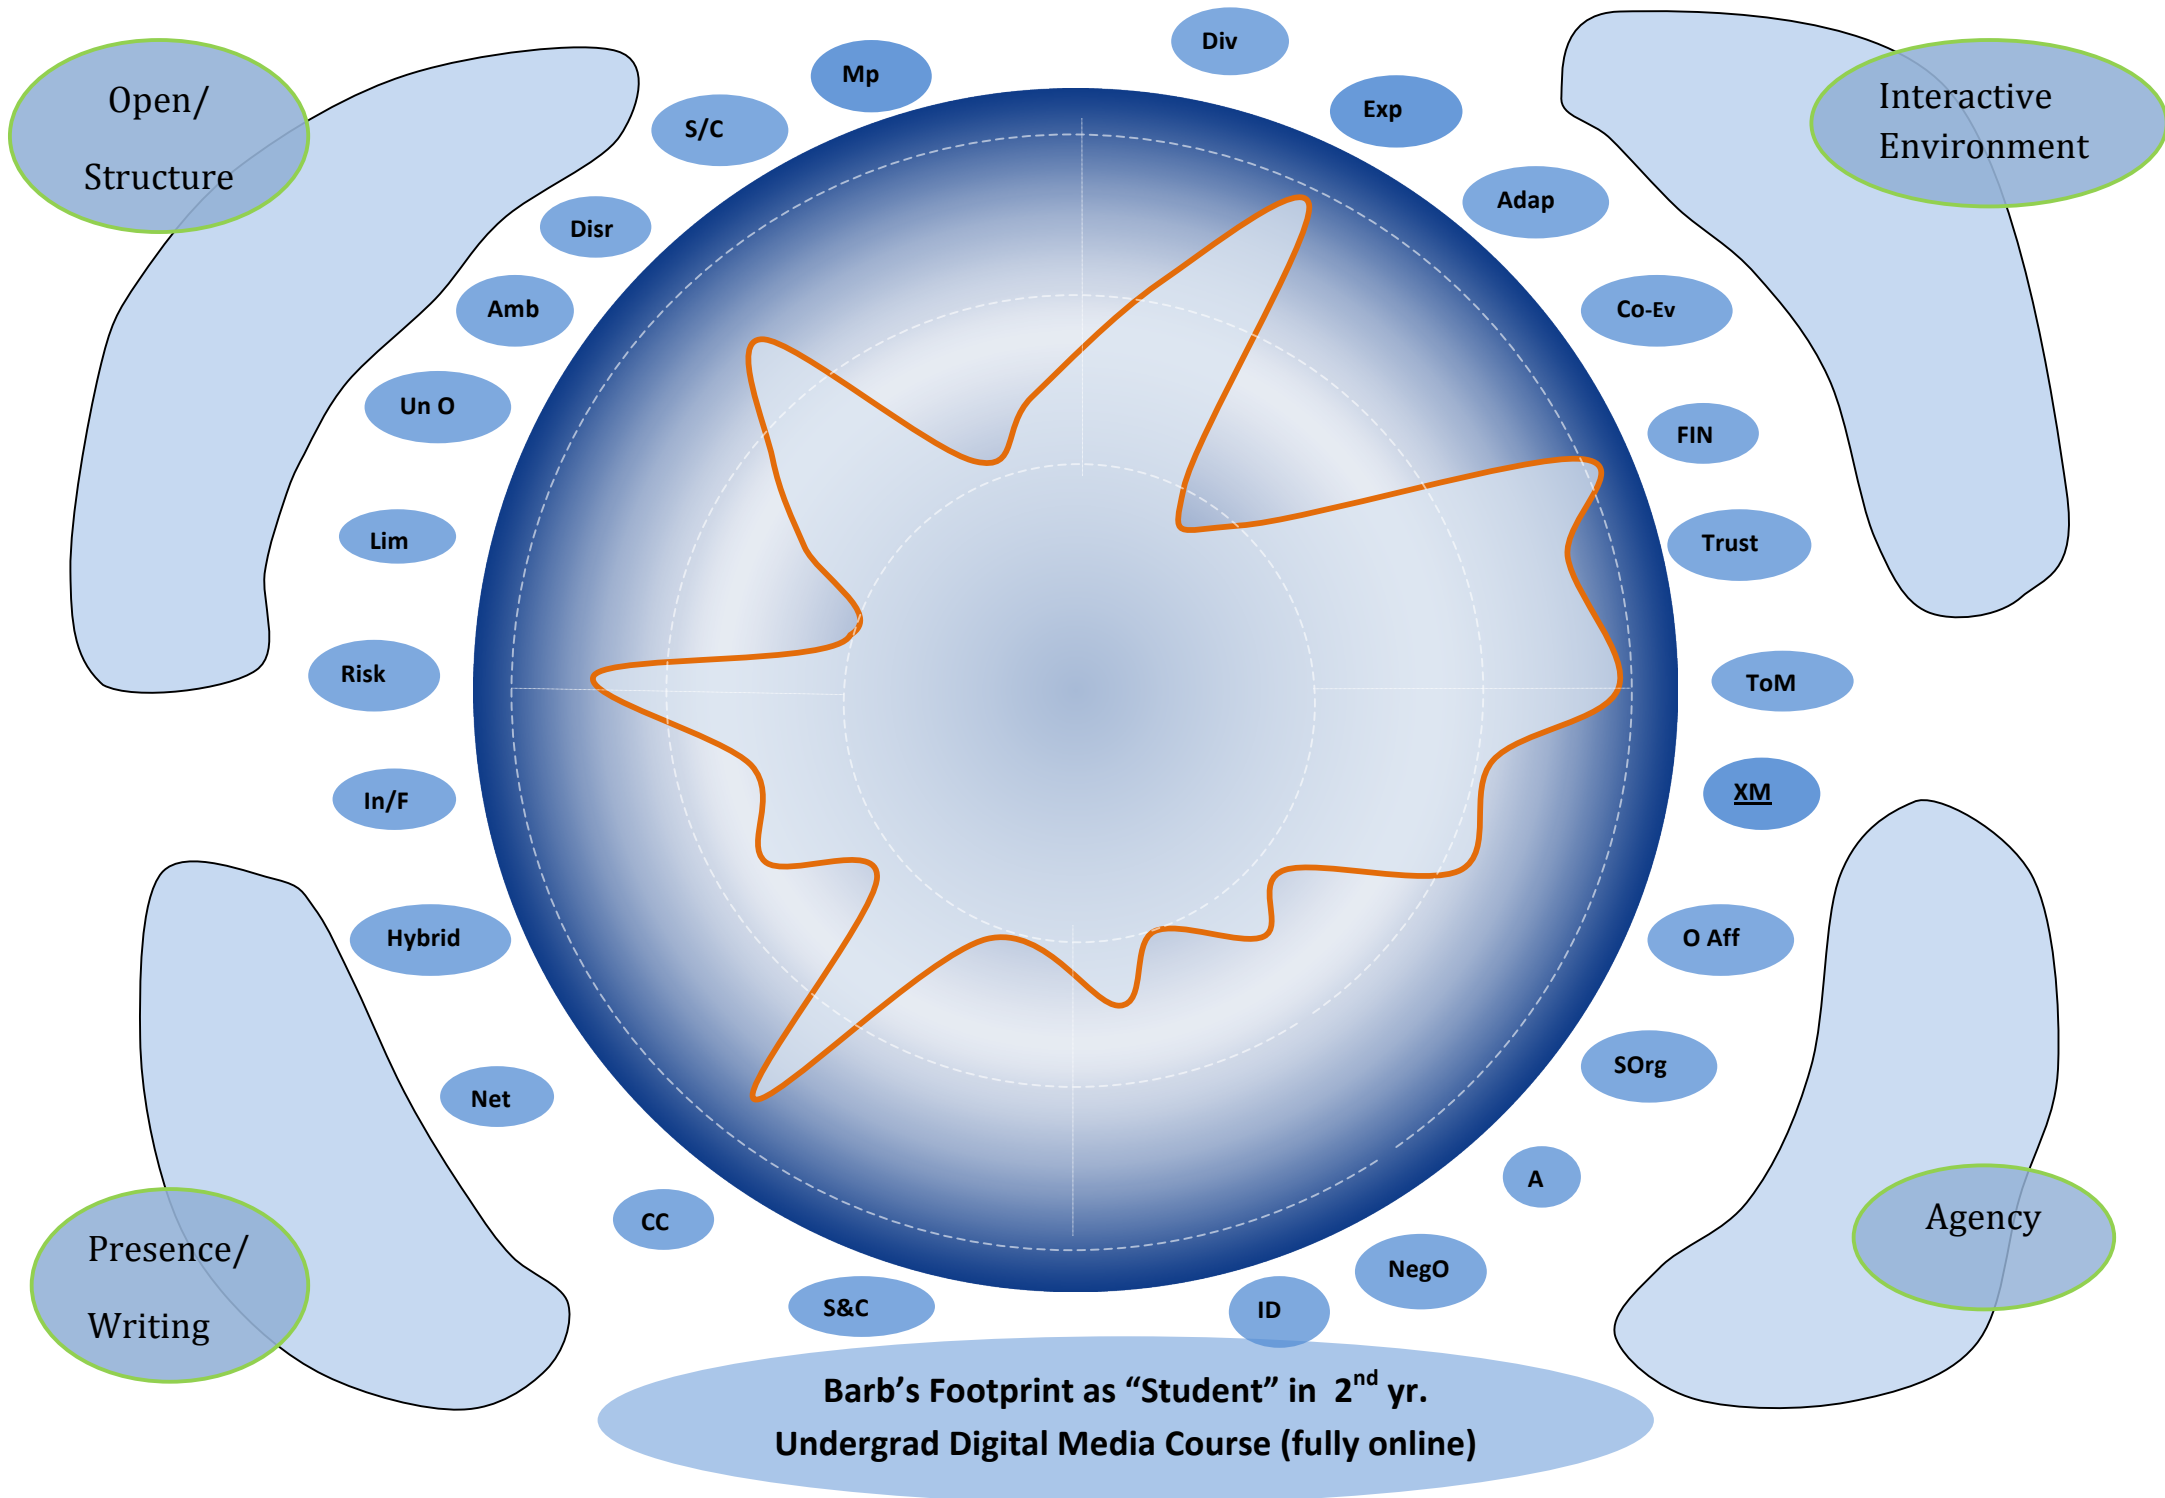 Open/
Structure
Interactive
Environment
Mp
Div
S/C
Exp
Disr
Adap
Amb
Co-Ev
Un O
FIN
Lim
Trust
Risk
ToM
In/F
XM
Hybrid
O Aff
Net
SOrg
CC
A
S&C
ID
NegO
Presence/
Writing
Agency
Barb’s Footprint as “Student” in 2nd yr.
Undergrad Digital Media Course (fully online)